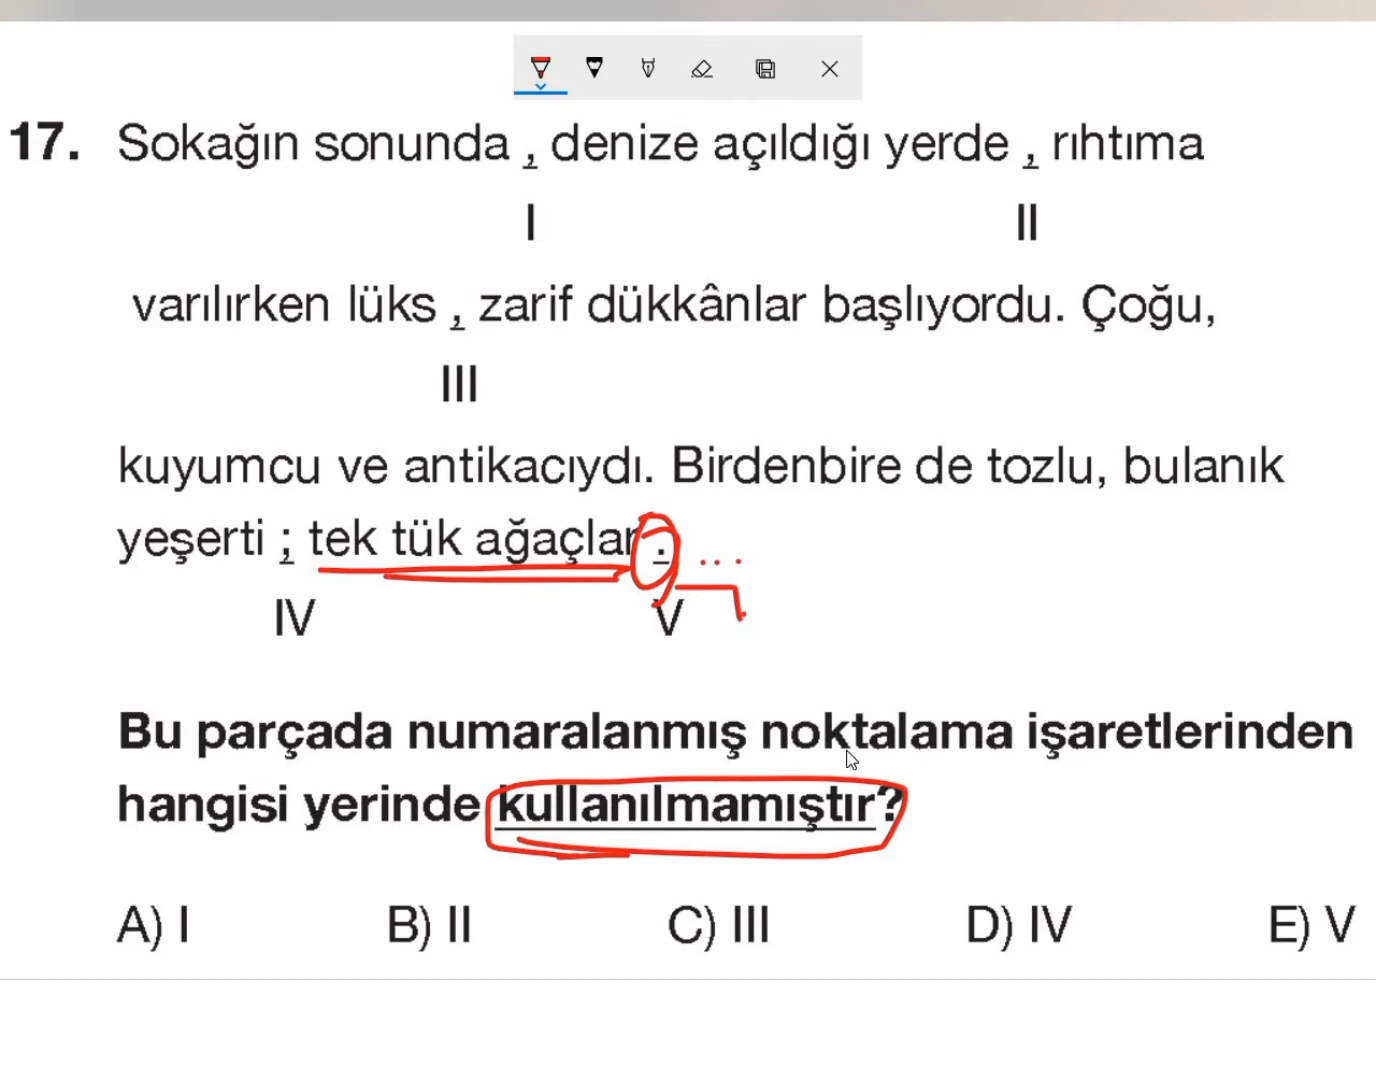 17. Sokağın sonunda , denize açıldığı yerde , rıhtıma
I II
varılırken lüks , zarif dükkânlar başlıyordu. Çoğu,
III
kuyumcu ve antikacıydı. Birdenbire de tozlu, bulanık
yeşerti ; tek tük ağaçlar . ...
IV V
Bu parçada numaralanmış noktalama işaretlerinden
hangisi yerinde kullanılmamıştır?
A) I B) II C) III D) IV E) V